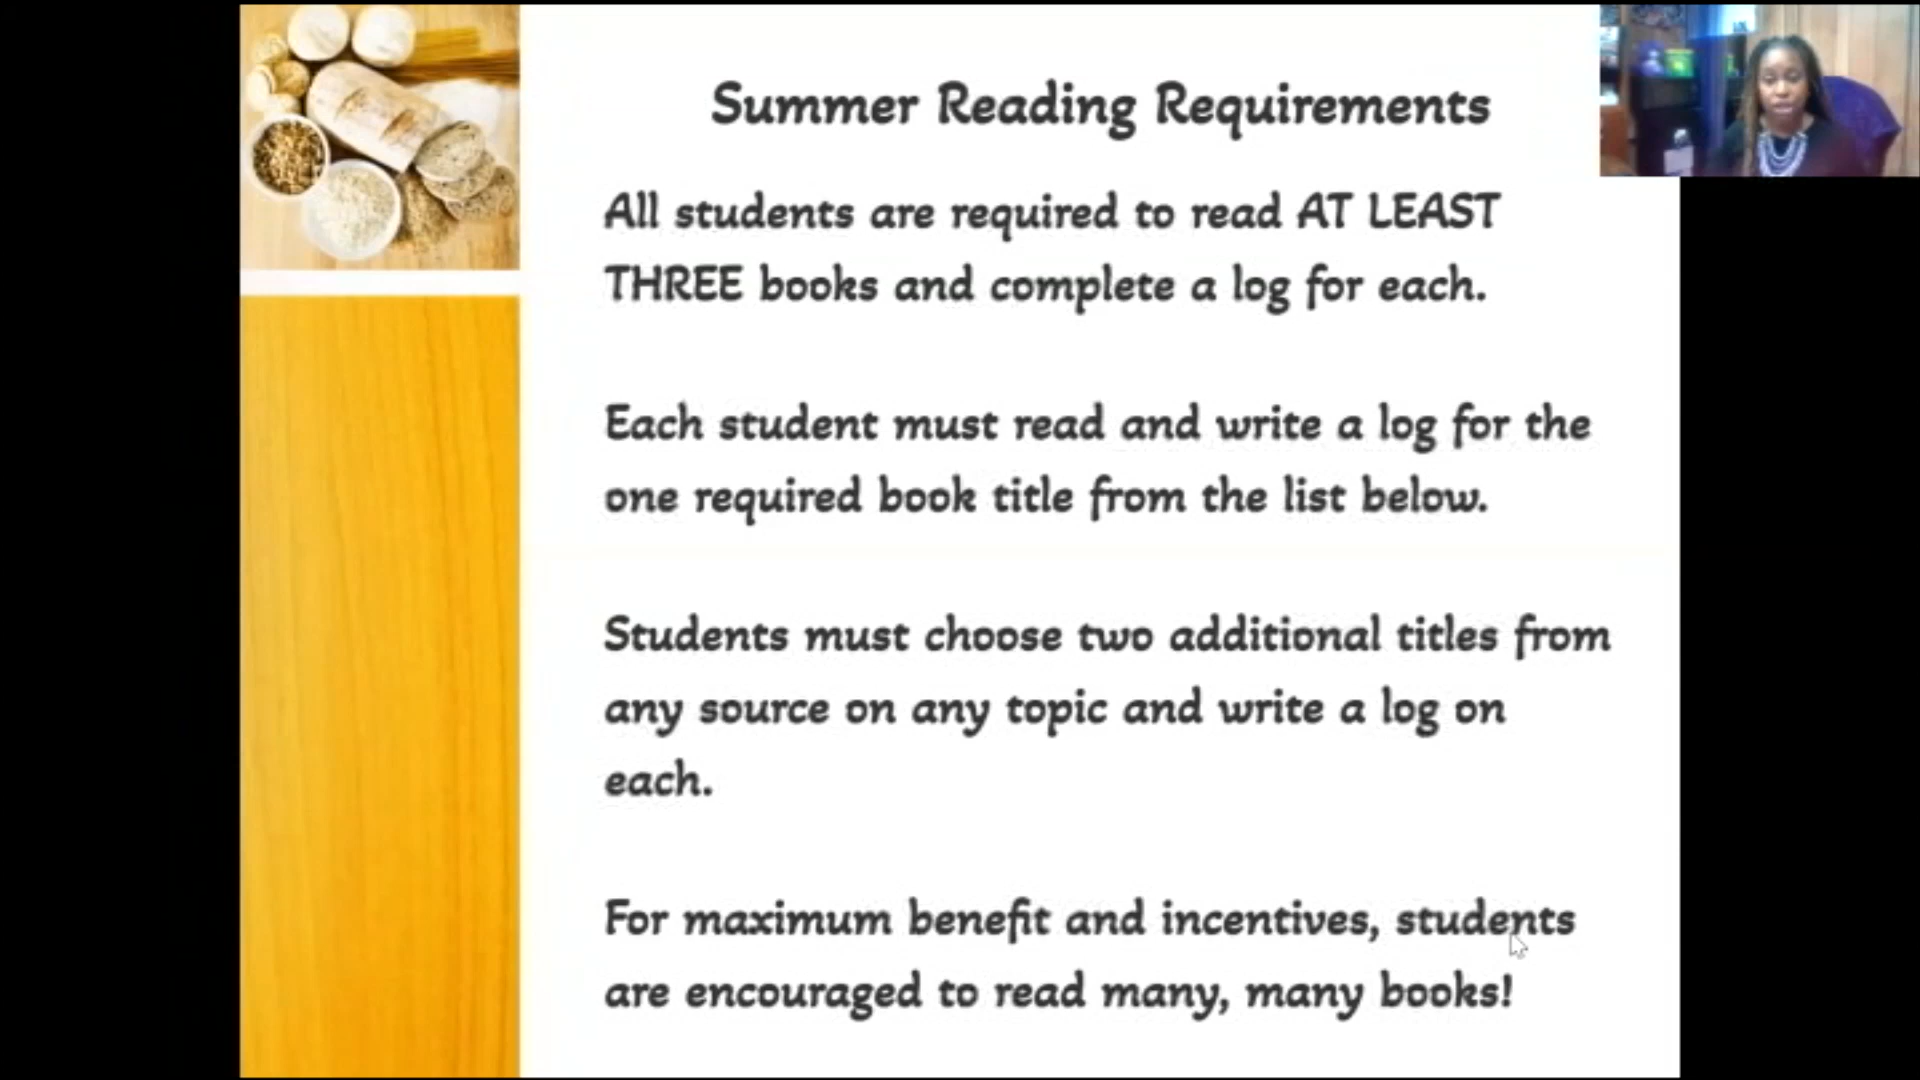 Summer Reading Requirements
All students are required to read AT LEAST
THREE books and complete a log for each.
Each student must read and write a log for the
one required book title from the list below.
Students must choose two additional titles from
any source on any topic and write a log on
each.
For maximum benefit and incentives, students
are encouraged to read many, many books!